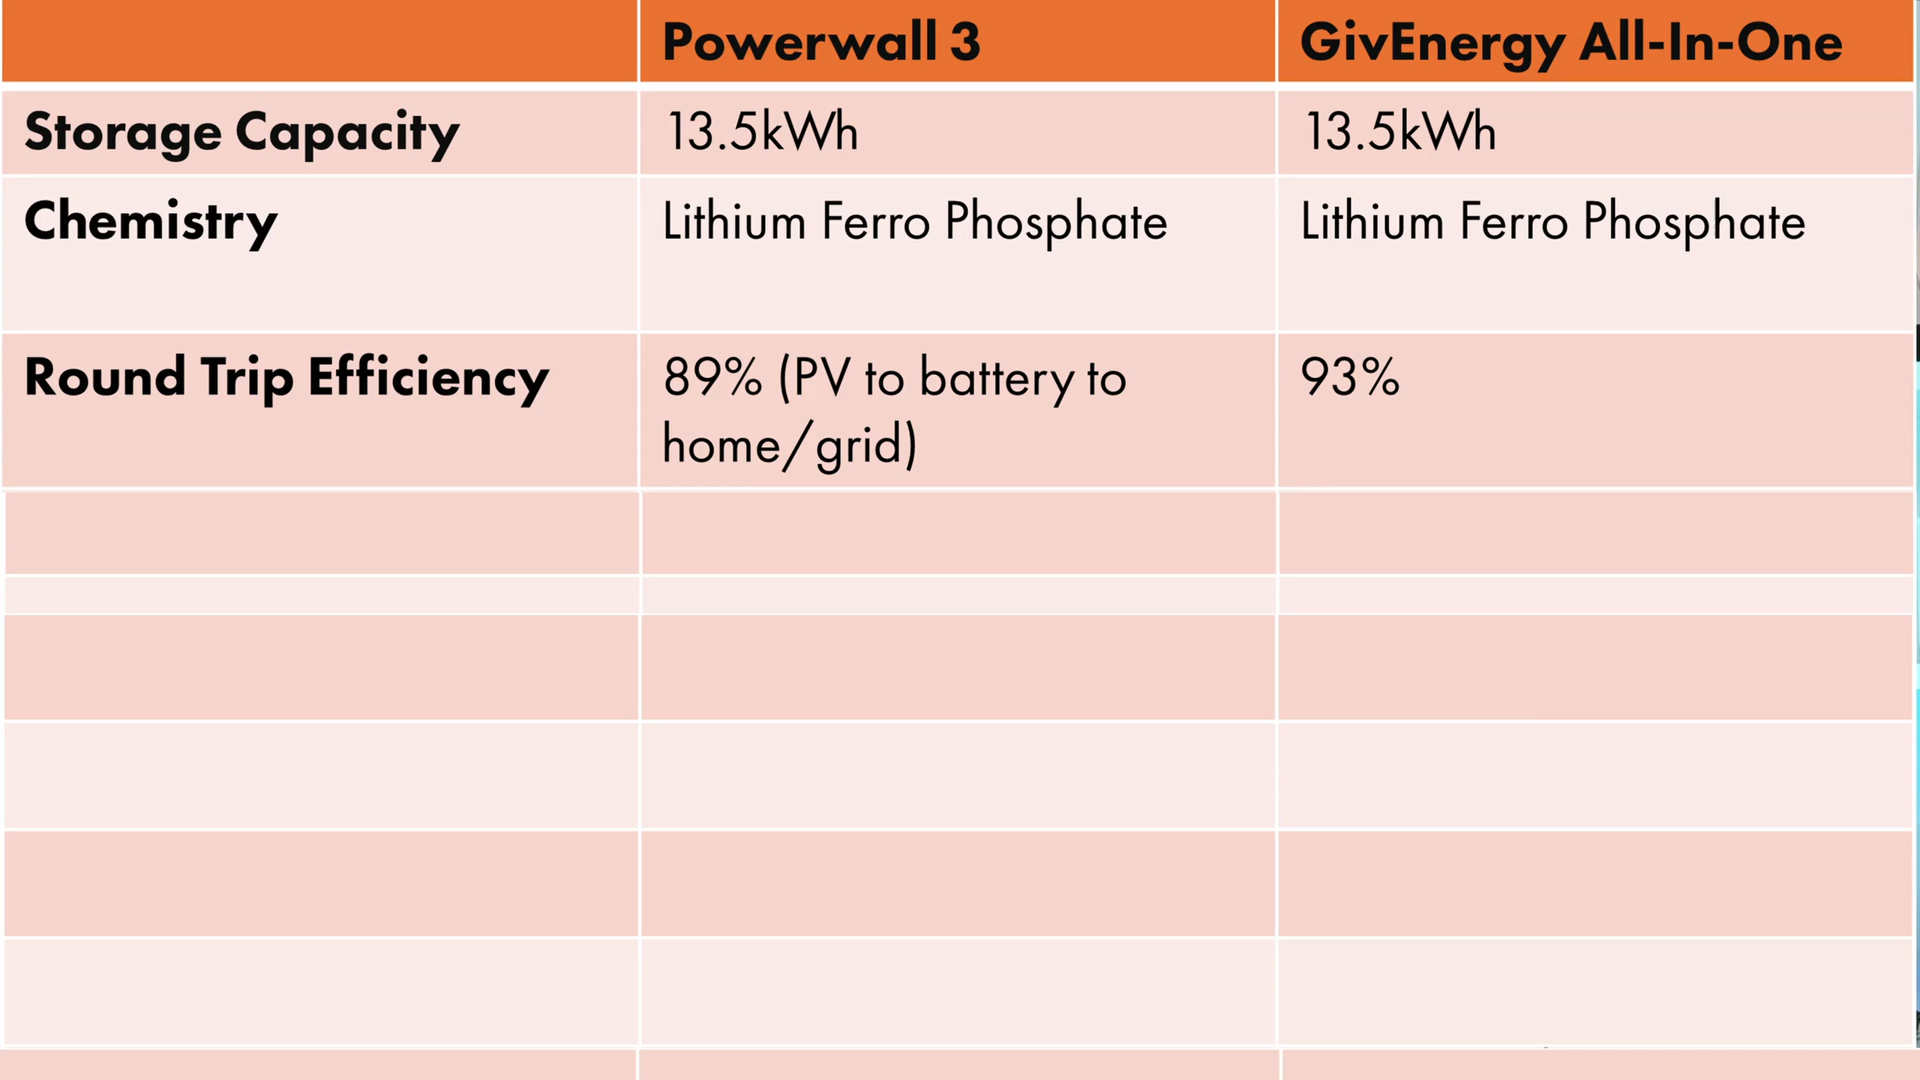 Powerwall 3
GivEnergy All-In-One
Storage Capacity
13.5kWh
13.5kWh
Chemistry
Lithium Ferro Phosphate
Lithium Ferro Phosphate
Round Trip Efficiency
89% (PV to battery to
home/grid)
93%